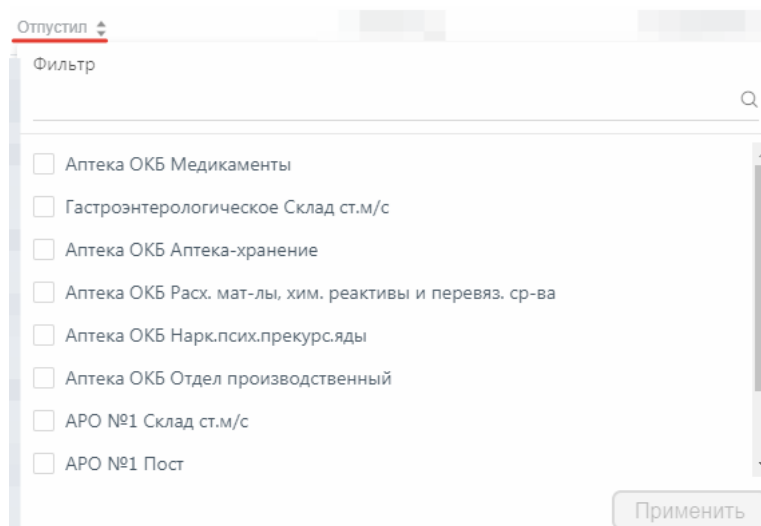 Отпустил
Фильтр
Аптека ОКБ Медикаменты
Гастроэнтерологическое Склад ст.м/с
Аптека ОКБ Аптека-хранение
Аптека ОКБ Расх. мат-лы, хим. реактивы и перевяз. ср-ва
Аптека ОКБ Нарк.псих.прекурс.яды
Аптека ОКБ Отдел производственный
АРО №1 Склад ст.м/с
АРО №1 Пост
Применить